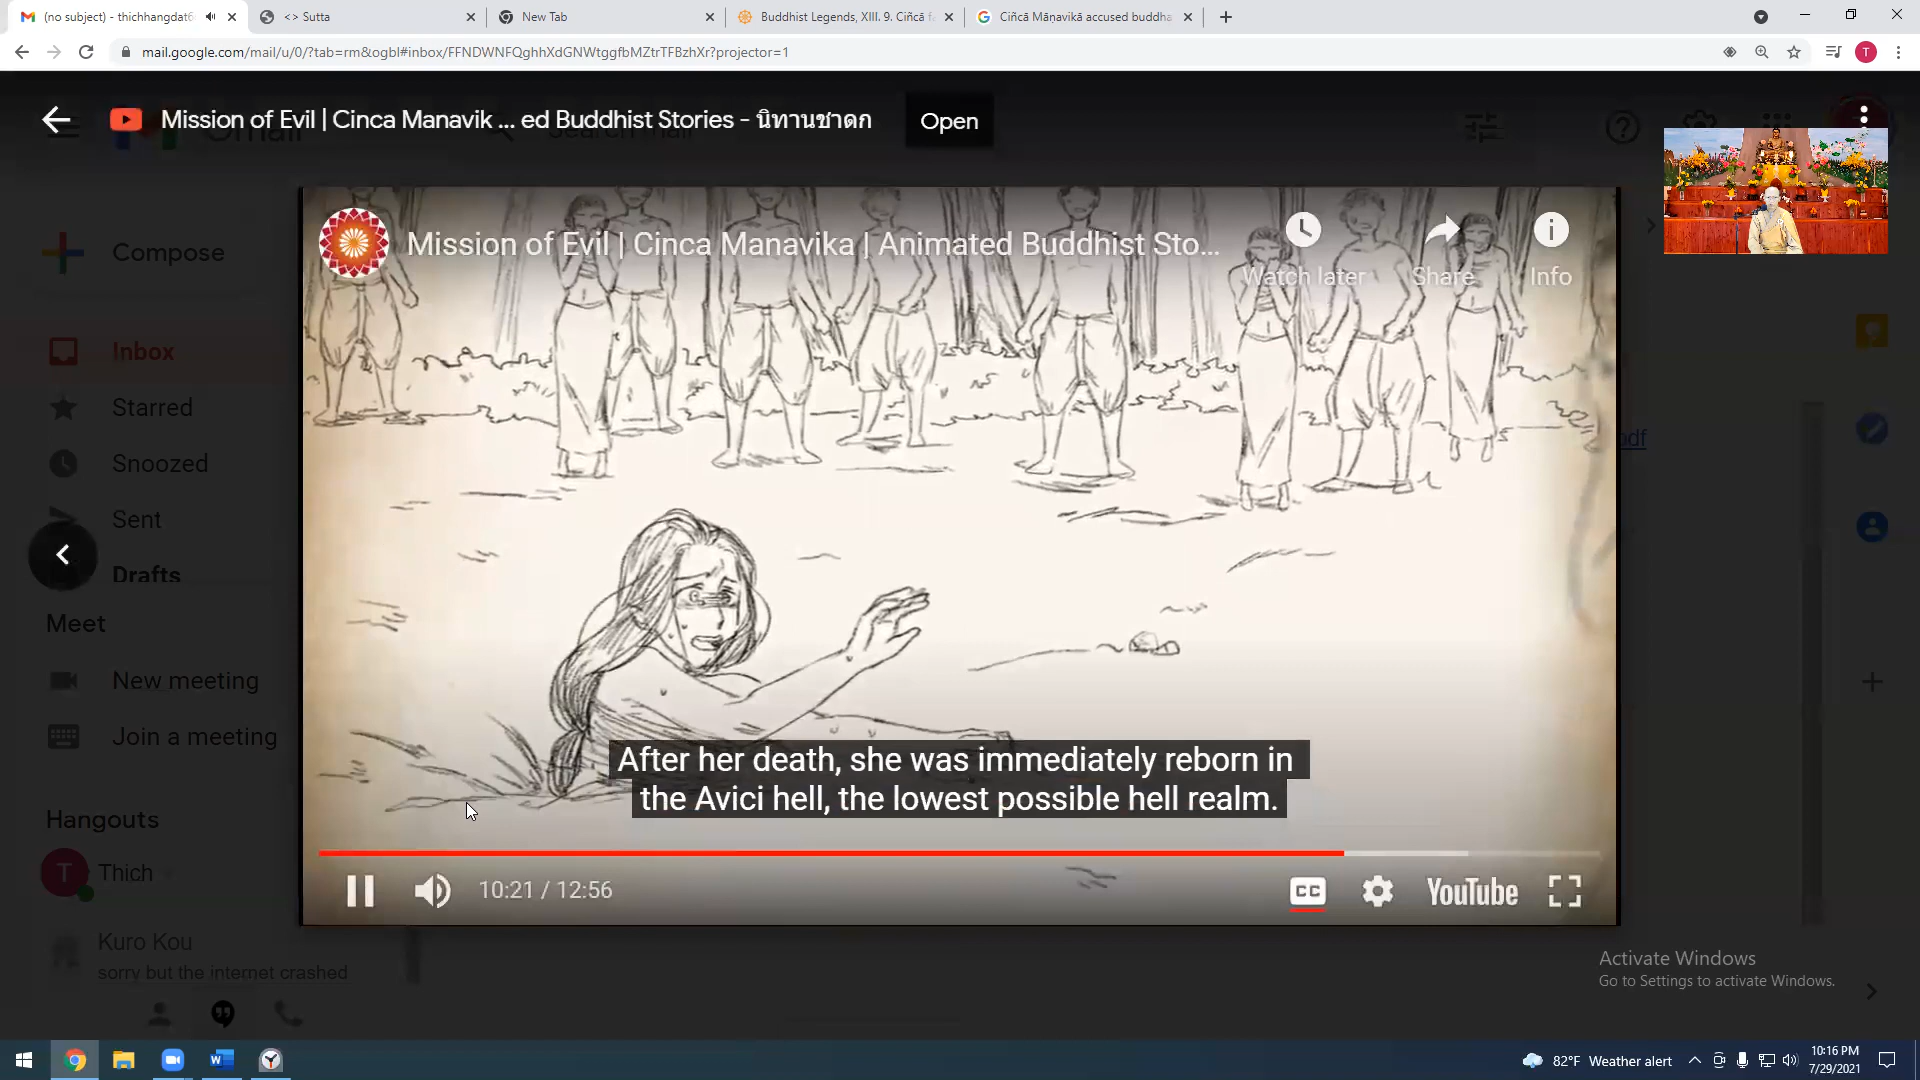 (no subject) - thichhangdat6
<> Sutta
New Tab
Buddhist Legends, XIII. 9. Ciñcā f
Ciñcā Māṇavikā accused buddha
mail.google.com/mail/u/0/?tab=rm&ogbl#inbox/FFNDWNFQghhXdGNWtggfbMZtrTFBzhXr?projector=1
T
Mission of Evil | Cinca Manavik ... ed Buddhist Stories - นิทานชาดก
Open
Compose
Mission of Evil | Cinca Manavika | Animated Buddhist Sto...
Watch later
Share
Info
Inbox
Starred
pdf
Snoozed
Sent
Drafts
Meet
New meeting
Join a meeting
After her death, she was immediately reborn in
the Avici hell, the lowest possible hell realm.
Hangouts
T
Thich
10:21 / 12:56
CC
YouTube
Kuro Kou
sorry but the internet crashed
Activate Windows
Go to Settings to activate Windows.
82°F Weather alert
10:16 PM
7/29/2021